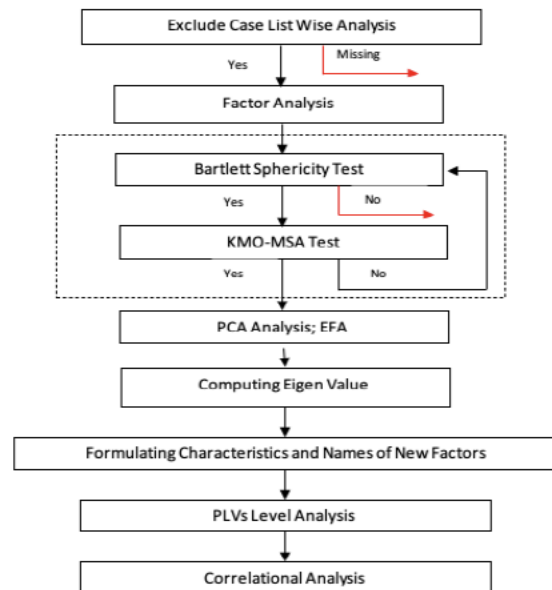 Exclude Case List Wise Analysis
Yes
Missing
Factor Analysis
Bartlett Sphericity Test
Yes
No
KMO-MSA Test
Yes
No
PCA Analysis; EFA
Computing Eigen Value
Formulating Characteristics and Names of New Factors
PLVs Level Analysis
Correlational Analysis